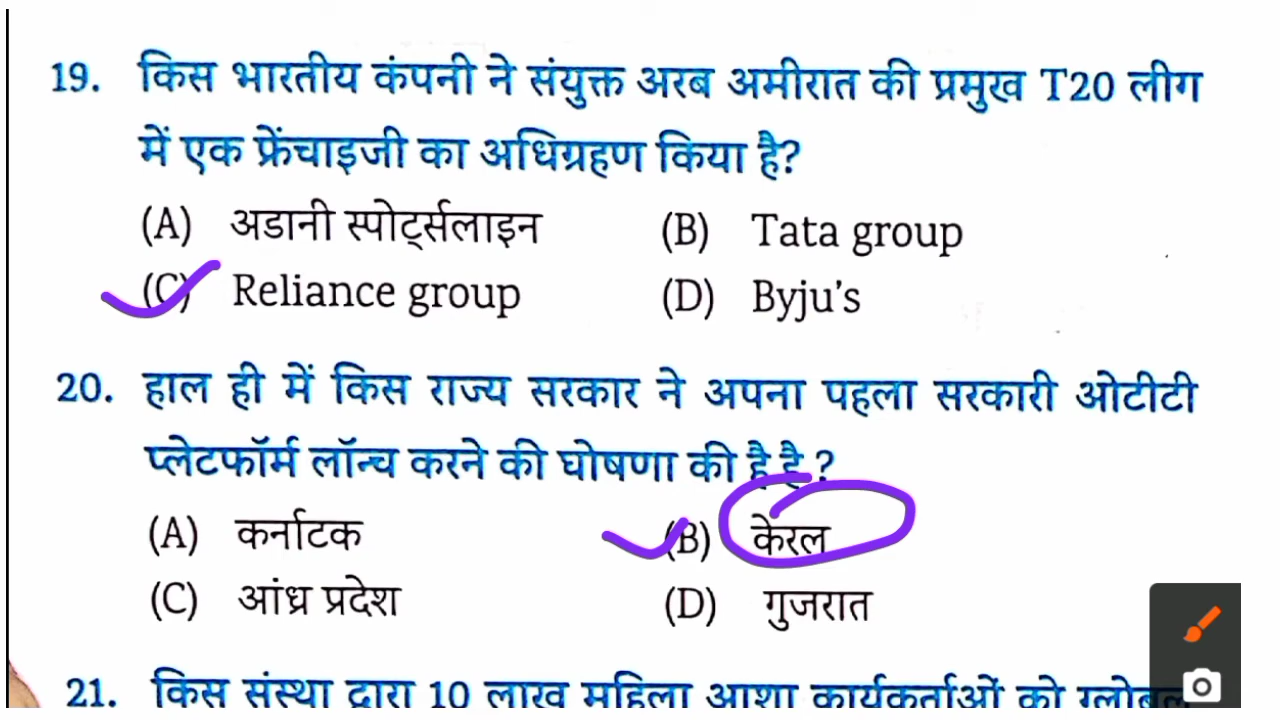 19. किस भारतीय कंपनी ने संयुक्त अरब अमीरात की प्रमुख T20 लीग
में एक फ्रेंचाइजी का अधिग्रहण किया है?
(A) अडानी स्पोर्ट्सलाइन (B) Tata group
(C) Reliance group (D) Byju's
20. हाल ही में किस राज्य सरकार ने अपना पहला सरकारी ओटीटी
प्लेटफॉर्म लॉन्च करने की घोषणा की है है ?
(A) कर्नाटक (B) केरल
(C) आंध्र प्रदेश (D) गुजरात
21. किस संस्था द्वारा 10 लाख महिला आशा कार्यकर्ताओं को ग्लोबल